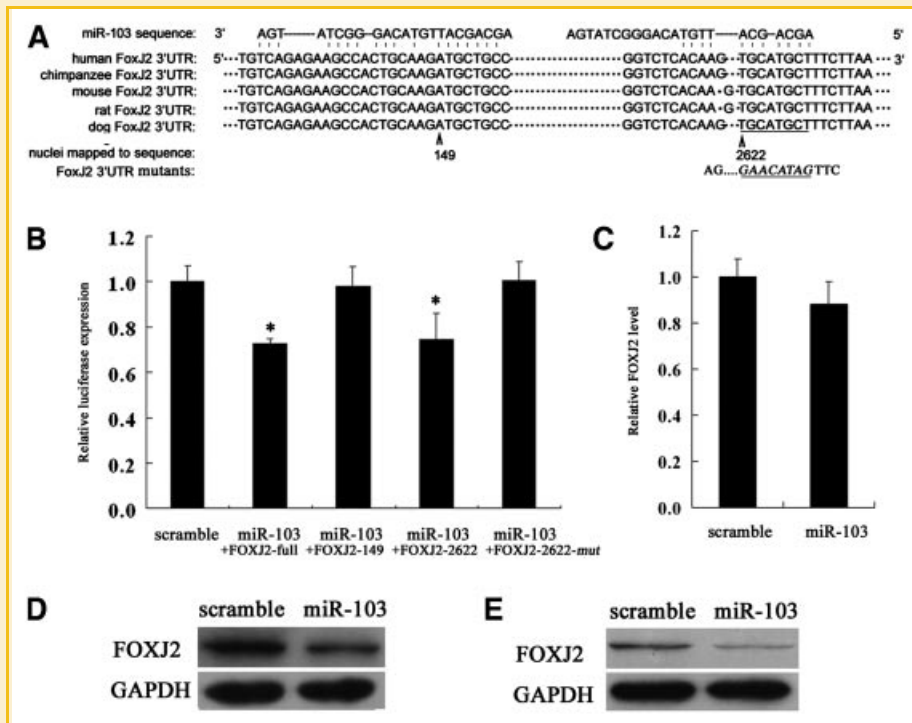 A
miR-103 sequence: 3' AGT------ATCGG-GACATGTTACGACGA AGTATCGGGACATGTT----ACG-ACGA 5'
human FoxJ2 3'UTR: 5'···TGTCAGAGAAGCCACTGCAAGATGCTGCC·····················GGTCTCACAAG-TGCATGCTTTCTTAA ··· 3'
chimpanzee FoxJ2 3'UTR: ···TGTCAGAGAAGCCACTGCAAGATGCTGCC·····················GGTCTCACAAG-TGCATGCTTTCTTAA ···
mouse FoxJ2 3'UTR: ···TGTCAGAGAAGCCACTGCAAGATGCTGCC·····················GGTCTCACAA-G-TGCATGCTTTCTTAA ···
rat FoxJ2 3'UTR: ···TGTCAGAGAAGCCACTGCAAGATGCTGCC·····················GGTCTCACAA-G-TGCATGCTTTCTTAA ···
dog FoxJ2 3'UTR: ···TGTCAGAGAAGCCACTGCAAGATGCTGCC·····················GGTCTCACAAG-TGCATGCTTTCTTAA ···
nuclei mapped to sequence: 149 2622
FoxJ2 3'UTR mutants: AG....GAACATAGTTC
B
Relative luciferase expression
1.2
1.0
0.8
0.6
0.4
0.2
0.0
* *
scramble miR-103 miR-103 miR-103 miR-103
+FOXJ2-full +FOXJ2-149 +FOXJ2-2622 +FOXJ2-2622-mut
C
Relative FOXJ2 level
1.2
1.0
0.8
0.6
0.4
0.2
0.0
scramble miR-103
D
scramble miR-103
FOXJ2
GAPDH
E
scramble miR-103
FOXJ2
GAPDH